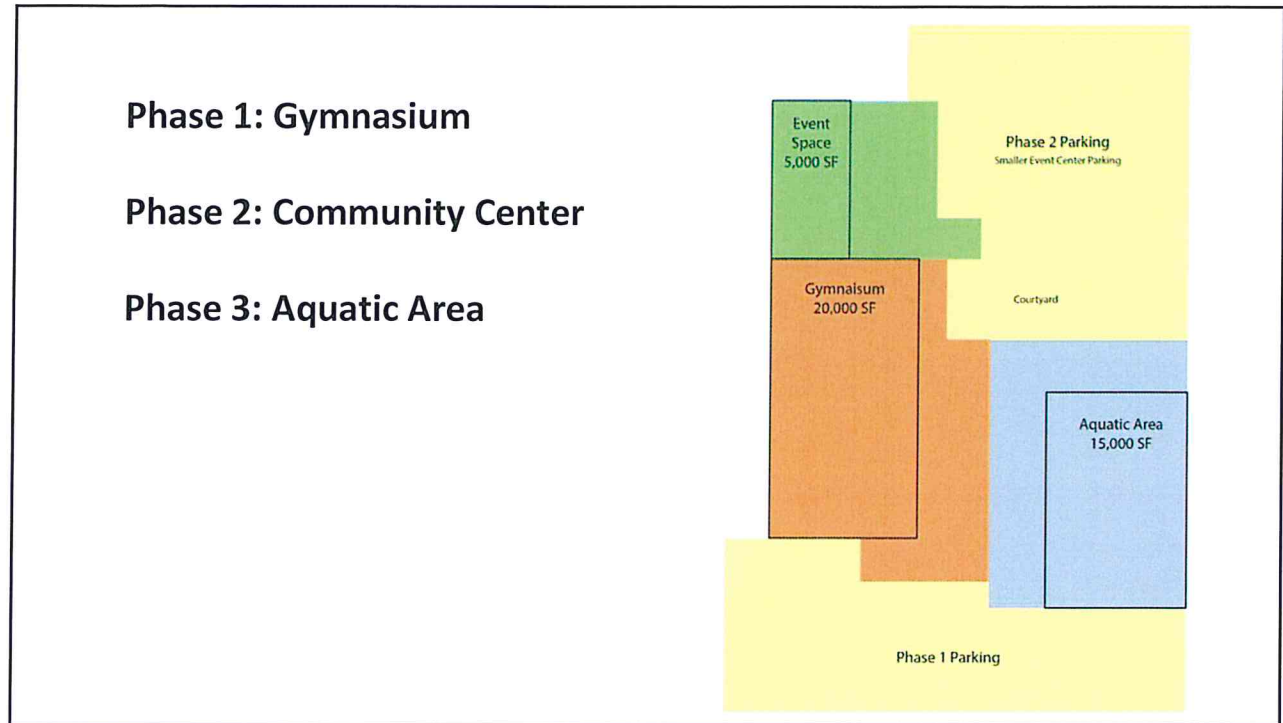 Phase 1: Gymnasium
Phase 2: Community Center
Phase 3: Aquatic Area
Event
Space
5,000 SF
Phase 2 Parking
Smaller Event Center Parking
Gymnaisum
20,000 SF
Courtyard
Aquatic Area
15,000 SF
Phase 1 Parking